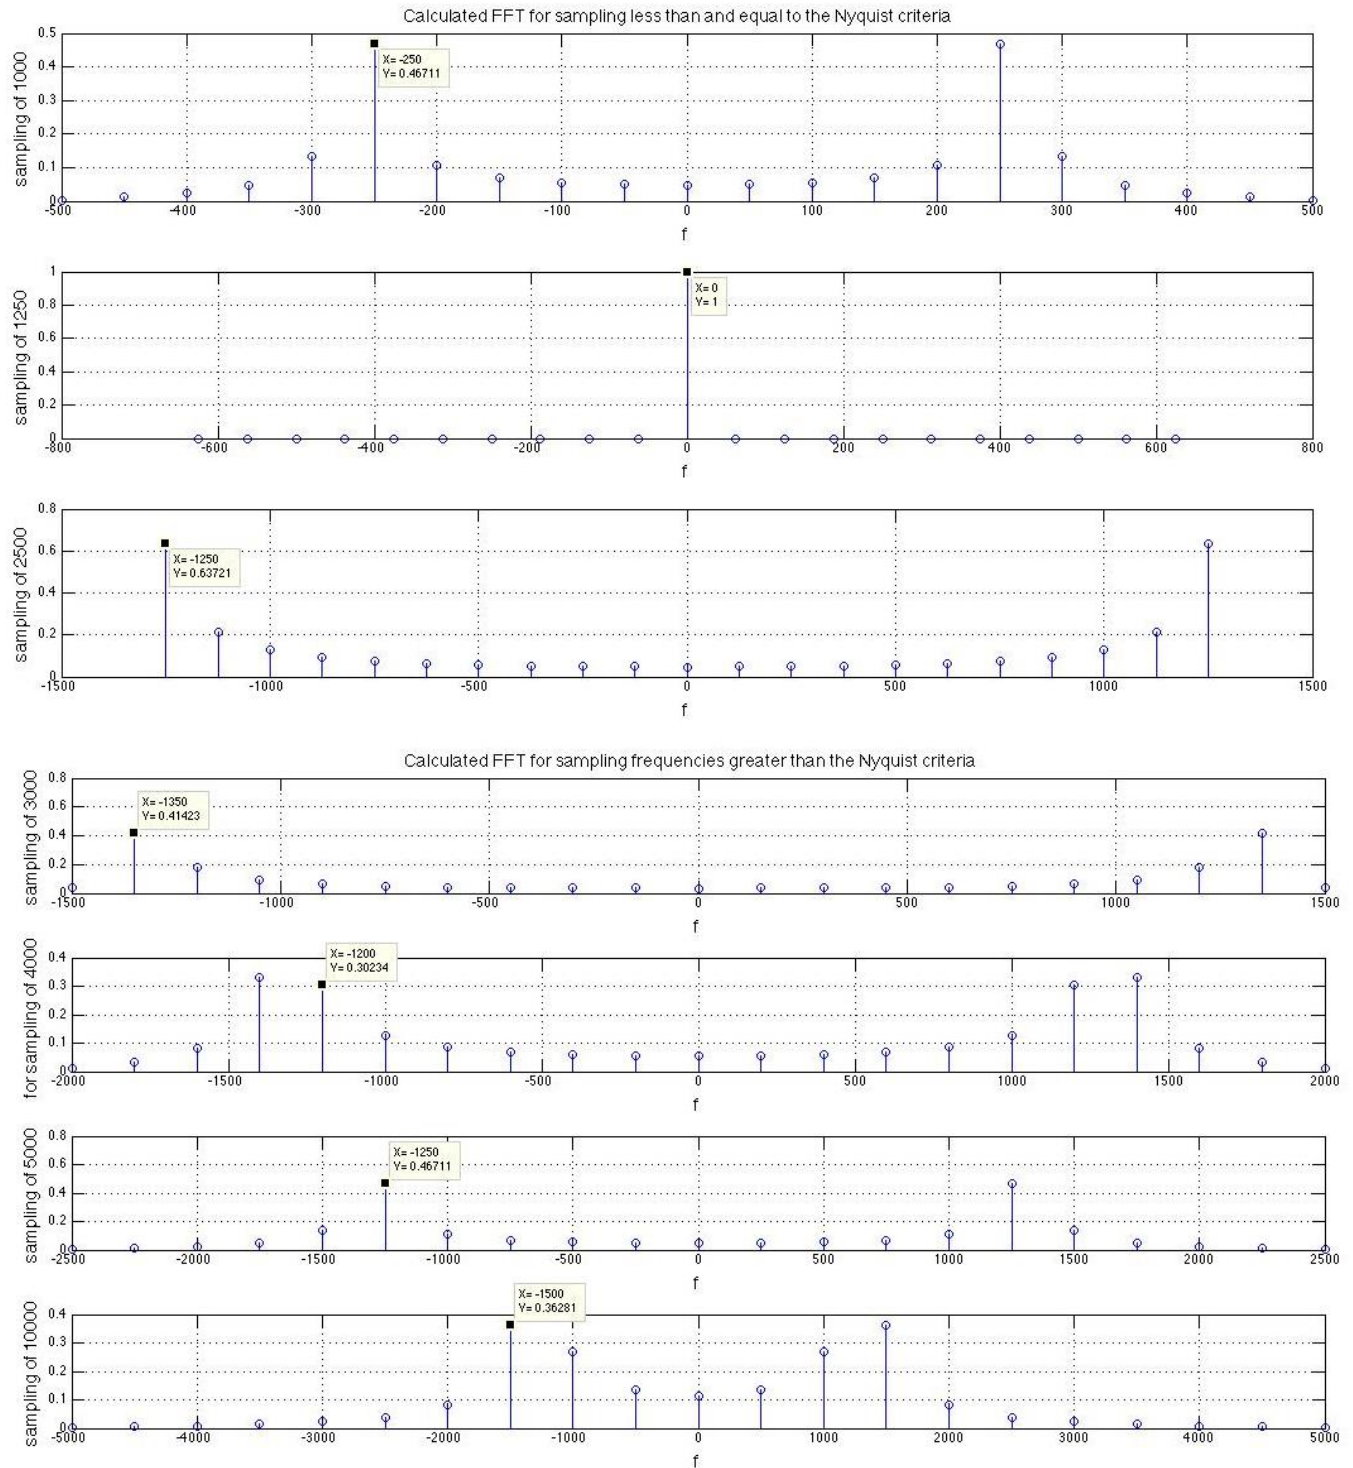 Calculated FFT for sampling less than and equal to the Nyquist criteria
sampling of 1000
0.5
0.4
0.3
0.2
0.1
0
X= -250
Y= 0.46711
-500 -400 -300 -200 -100 0 100 200 300 400 500
f
sampling of 1250
1
0.8
0.6
0.4
0.2
0
X= 0
Y= 1
-800 -600 -400 -200 0 200 400 600 800
f
sampling of 2500
0.8
0.6
0.4
0.2
0
X= -1250
Y= 0.63721
-1500 -1000 -500 0 500 1000 1500
f
Calculated FFT for sampling frequencies greater than the Nyquist criteria
sampling of 3000
0.8
0.6
0.4
0.2
0
X= -1350
Y= 0.41423
-1500 -1000 -500 0 500 1000 1500
f
for sampling of 4000
0.4
0.3
0.2
0.1
0
X= -1200
Y= 0.30234
-2000 -1500 -1000 -500 0 500 1000 1500 2000
f
sampling of 5000
0.8
0.6
0.4
0.2
0
X= -1250
Y= 0.46711
-2500 -2000 -1500 -1000 -500 0 500 1000 1500 2000 2500
f
sampling of 10000
0.4
0.3
0.2
0.1
0
X= -1500
Y= 0.36281
-5000 -4000 -3000 -2000 -1000 0 1000 2000 3000 4000 5000
f